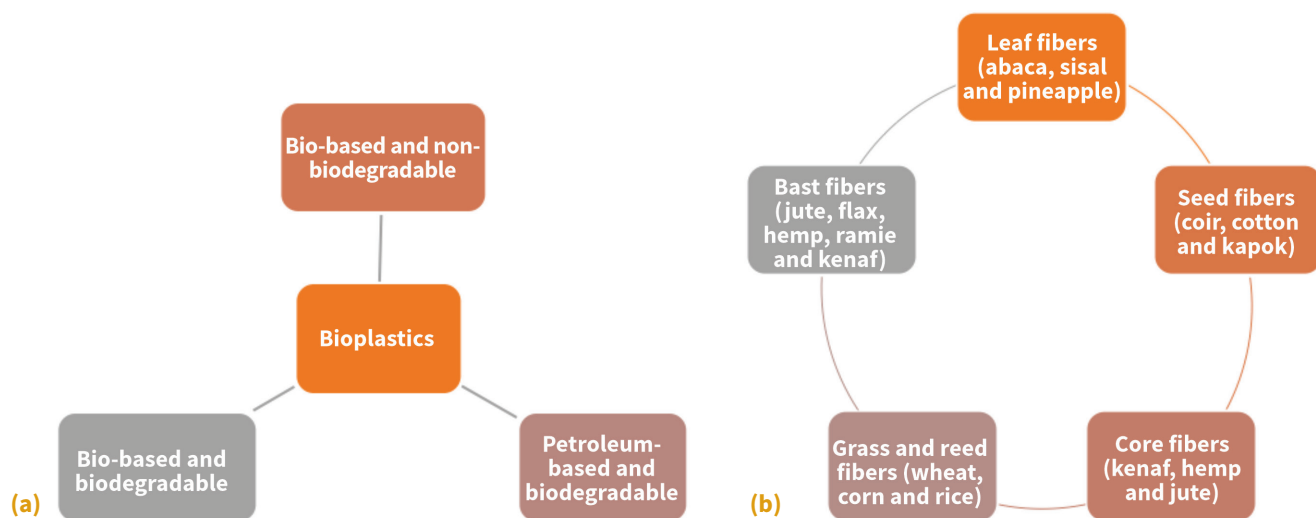 Bio-based and non-
biodegradable
Bioplastics
Bio-based and
biodegradable
Petroleum-
based and
biodegradable
(a)
Leaf fibers
(abaca, sisal
and pineapple)
Bast fibers
(jute, flax,
hemp, ramie
and kenaf)
Seed fibers
(coir, cotton
and kapok)
Grass and reed
fibers (wheat,
corn and rice)
Core fibers
(kenaf, hemp
and jute)
(b)